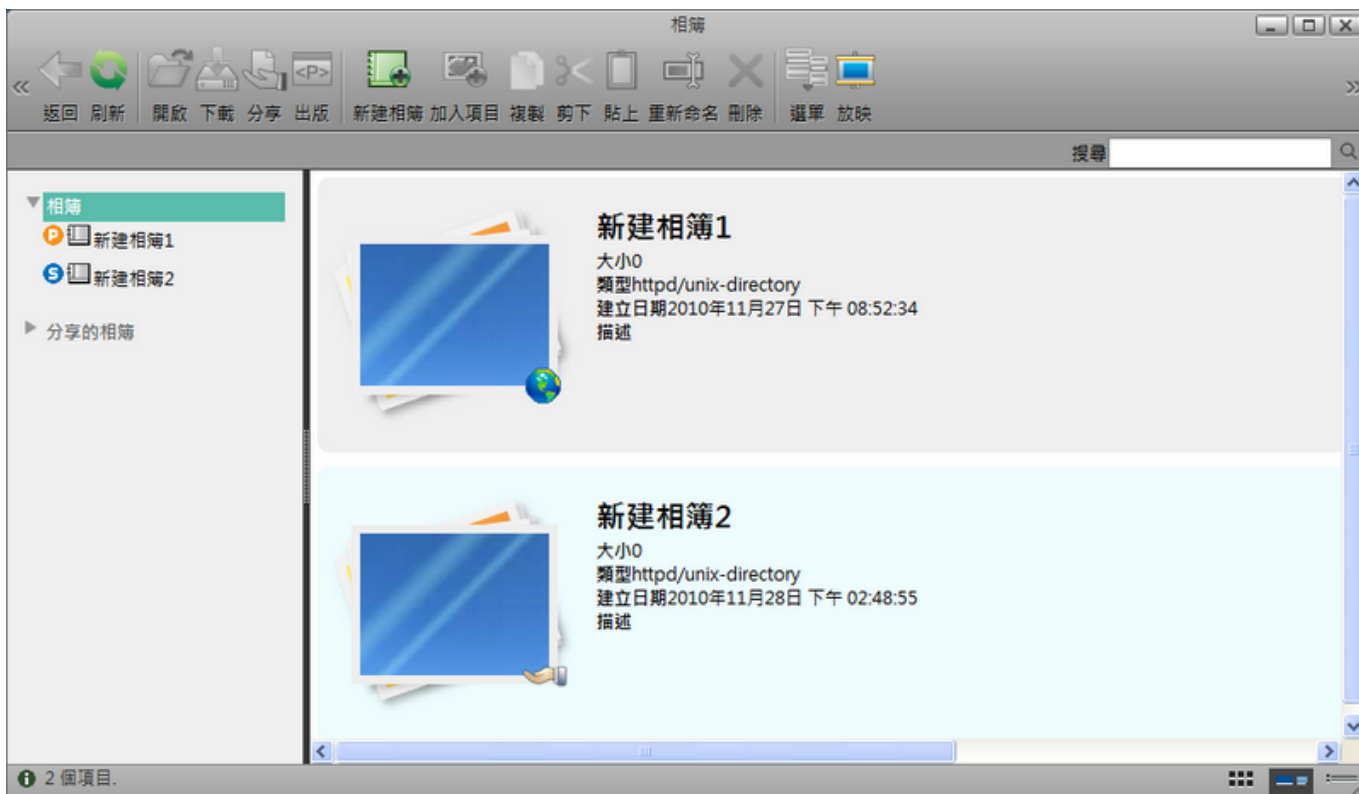 相簿
返回 刷新 開啟 下載 分享 出版 <P> 新建相簿 加入項目 複製 剪下 貼上 重新命名 刪除 選單 放映
搜尋
相簿
P 新建相簿1
S 新建相簿2
分享的相簿
新建相簿1
大小0
類型httpd/unix-directory
建立日期2010年11月27日 下午 08:52:34
描述
新建相簿2
大小0
類型httpd/unix-directory
建立日期2010年11月28日 下午 02:48:55
描述
2 個項目.